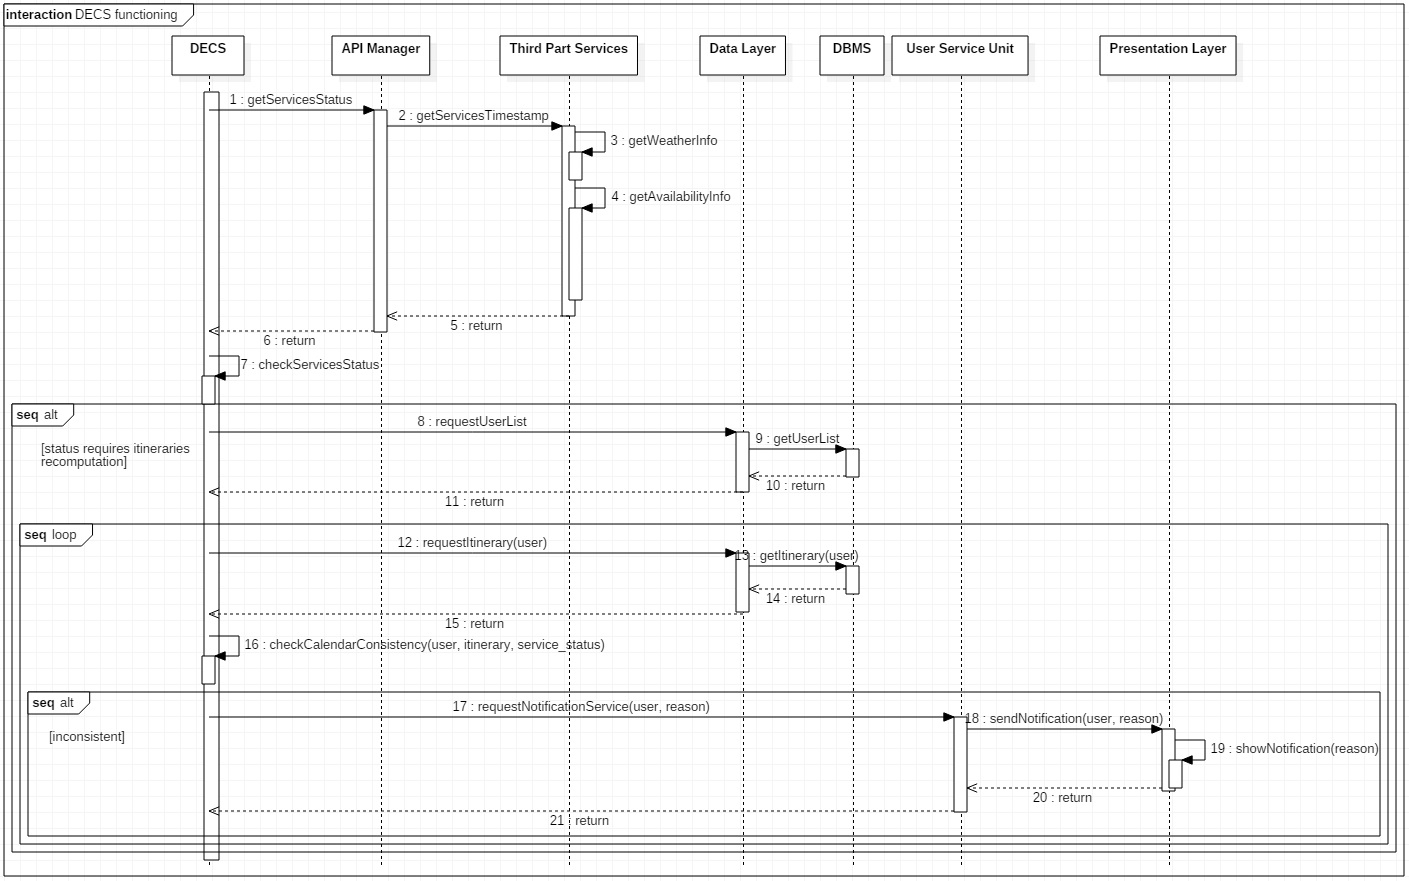 interaction DECS functioning
DECS
API Manager
Third Part Services
Data Layer
DBMS
User Service Unit
Presentation Layer
1 : getServicesStatus
2 : getServicesTimestamp
3 : getWeatherInfo
4 : getAvailabilityInfo
5 : return
6 : return
7 : checkServicesStatus
seq alt
8 : requestUserList
9 : getUserList
[status requires itineraries
recomputation]
10 : return
11 : return
seq loop
12 : requestItinerary(user)
13 : getItinerary(user)
14 : return
15 : return
16 : checkCalendarConsistency(user, itinerary, service_status)
seq alt
17 : requestNotificationService(user, reason)
18 : sendNotification(user, reason)
[inconsistent]
19 : showNotification(reason)
20 : return
21 : return